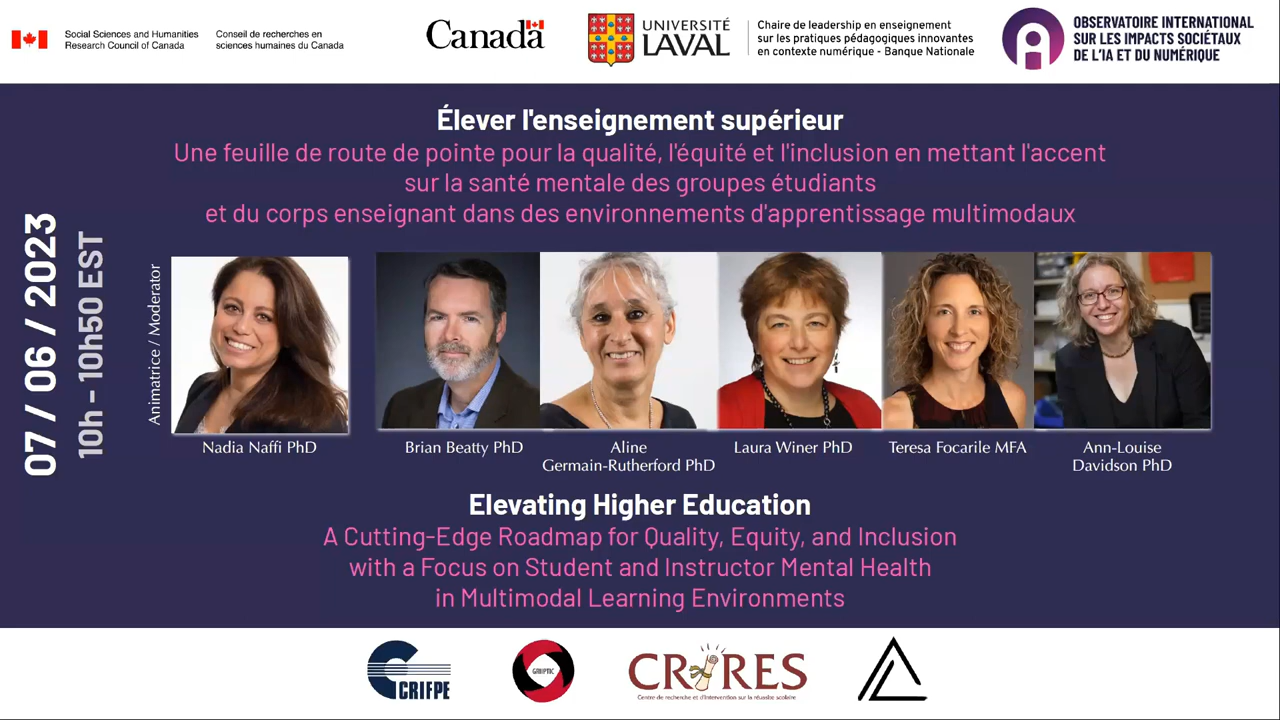 Social Sciences and Humanities
Research Council of Canada
Conseil de recherches en
sciences humaines du Canada
Canada
UNIVERSITÉ
LAVAL
Chaire de leadership en enseignement
sur les pratiques pédagogiques innovantes
en contexte numérique - Banque Nationale
OBSERVATOIRE INTERNATIONAL
SUR LES IMPACTS SOCIÉTAUX
DE L'IA ET DU NUMÉRIQUE
Élever l'enseignement supérieur
Une feuille de route de pointe pour la qualité, l'équité et l'inclusion en mettant l'accent
sur la santé mentale des groupes étudiants
et du corps enseignant dans des environnements d'apprentissage multimodaux
07 / 06 / 2023
10h – 10h50 EST
Animatrice / Moderator
Nadia Naffi PhD
Brian Beatty PhD
Aline
Germain-Rutherford PhD
Laura Winer PhD
Teresa Focarile MFA
Ann-Louise
Davidson PhD
Elevating Higher Education
A Cutting-Edge Roadmap for Quality, Equity, and Inclusion
with a Focus on Student and Instructor Mental Health
in Multimodal Learning Environments
CRIFPE
GRIIPTIC
CRIRES
Centre de recherche et d'intervention sur la réussite scolaire